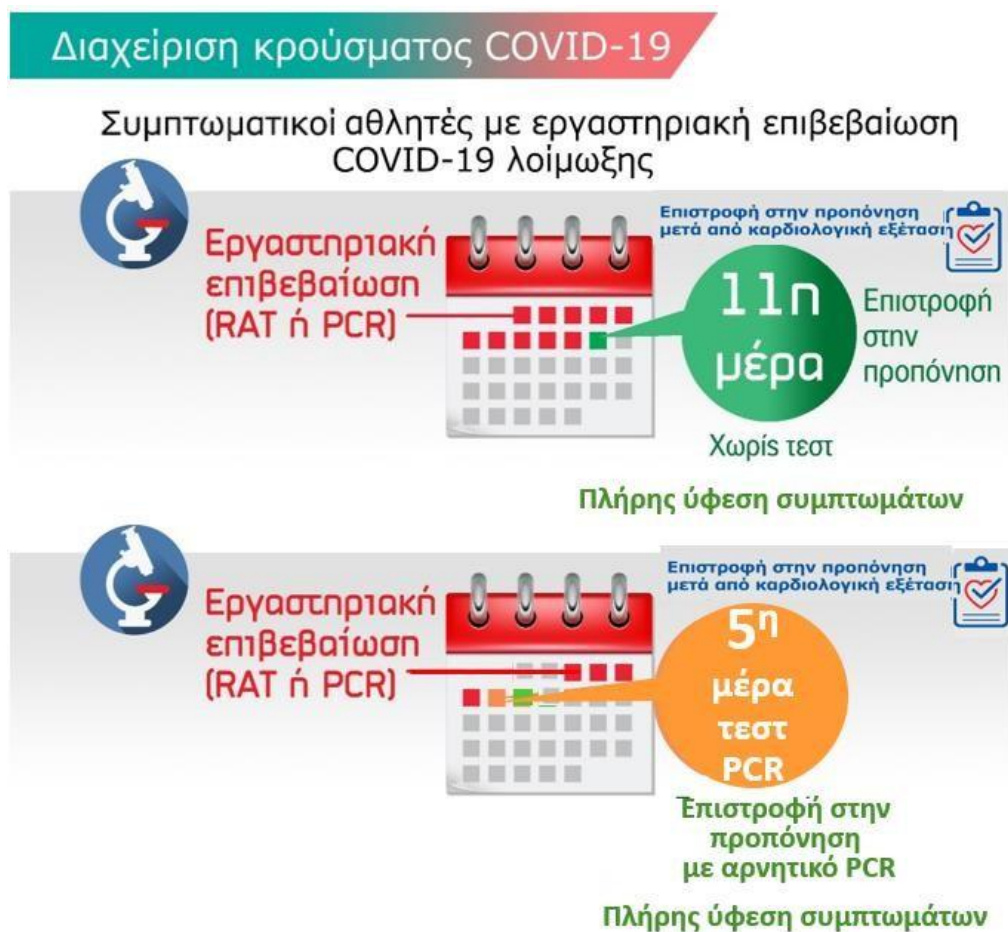 Διαχείριση κρούσματος COVID-19
Συμπτωματικοί αθλητές με εργαστηριακή επιβεβαίωση
COVID-19 λοίμωξης
Εργαστηριακή
επιβεβαίωση
(RAT ή PCR)
Επιστροφή στην προπόνηση
μετά από καρδιολογική εξέταση
11η
μέρα
Επιστροφή
στην
προπόνηση
Χωρίς τεστ
Πλήρης ύφεση συμπτωμάτων
Εργαστηριακή
επιβεβαίωση
(RAT ή PCR)
Επιστροφή στην προπόνηση
μετά από καρδιολογική εξέταση
5η
μέρα
τεστ
PCR
Επιστροφή στην
προπόνηση
με αρνητικό PCR
Πλήρης ύφεση συμπτωμάτων